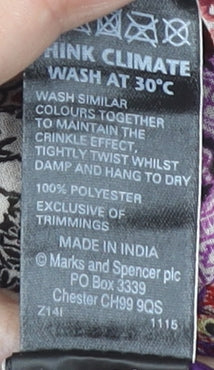 THINK CLIMATE
WASH AT 30°C
WASH SIMILAR
COLOURS TOGETHER
TO MAINTAIN THE
CRINKLE EFFECT,
TIGHTLY TWIST WHILST
DAMP AND HANG TO DRY
100% POLYESTER
EXCLUSIVE OF
TRIMMINGS
MADE IN INDIA
© Marks and Spencer plc
PO Box 3339
Chester CH99 9QS
Z14I 1115